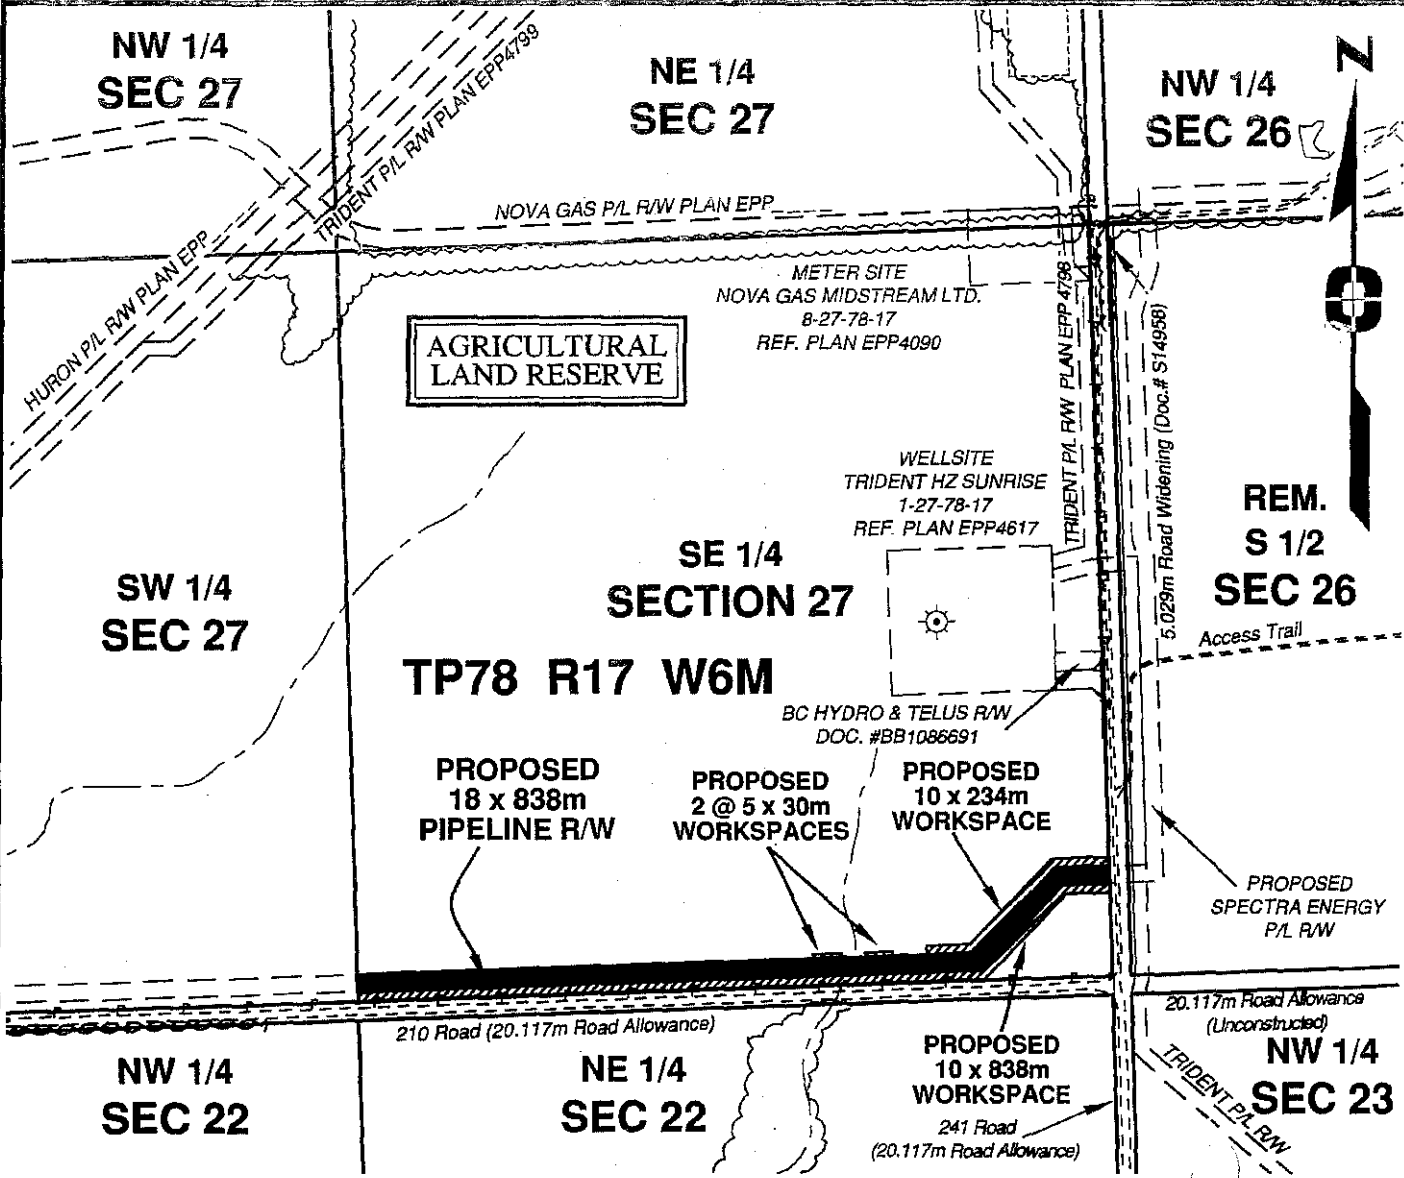 NW 1/4
SEC 27
NE 1/4
SEC 27
NW 1/4
SEC 26
N
HURON P/L R/W PLAN EPP
TRIDENT P/L R/W PLAN EPP4799
NOVA GAS P/L R/W PLAN EPP
METER SITE
NOVA GAS MIDSTREAM LTD.
8-27-78-17
REF. PLAN EPP4090
AGRICULTURAL
LAND RESERVE
TRIDENT P/L R/W PLAN EPP 4798
5.029m Road Widening (Doc.# S14958)
WELLSITE
TRIDENT HZ SUNRISE
1-27-78-17
REF. PLAN EPP4617
REM.
S 1/2
SEC 26
SW 1/4
SEC 27
SE 1/4
SECTION 27
Access Trail
TP78 R17 W6M
BC HYDRO & TELUS R/W
DOC. #BB1086691
PROPOSED
18 x 838m
PIPELINE R/W
PROPOSED
2 @ 5 x 30m
WORKSPACES
PROPOSED
10 x 234m
WORKSPACE
PROPOSED
SPECTRA ENERGY
P/L R/W
210 Road (20.117m Road Allowance)
20.117m Road Allowance
(Unconstructed)
NW 1/4
SEC 22
NE 1/4
SEC 22
PROPOSED
10 x 838m
WORKSPACE
241 Road
(20.117m Road Allowance)
TRIDENT P/L R/W
NW 1/4
SEC 23